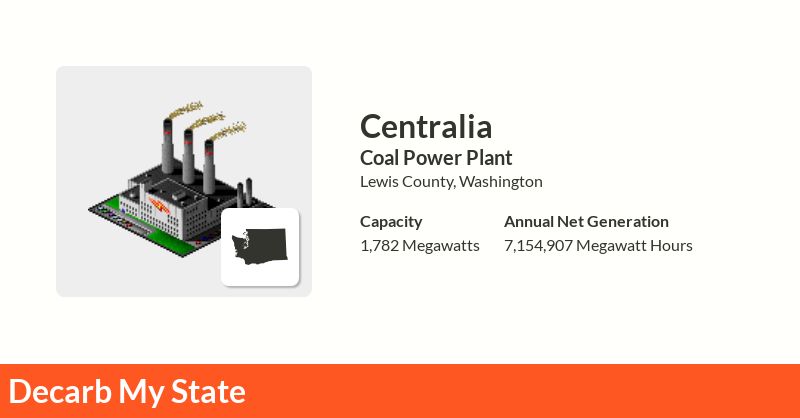 Centralia
Coal Power Plant
Lewis County, Washington
Capacity
1,782 Megawatts
Annual Net Generation
7,154,907 Megawatt Hours
Decarb My State